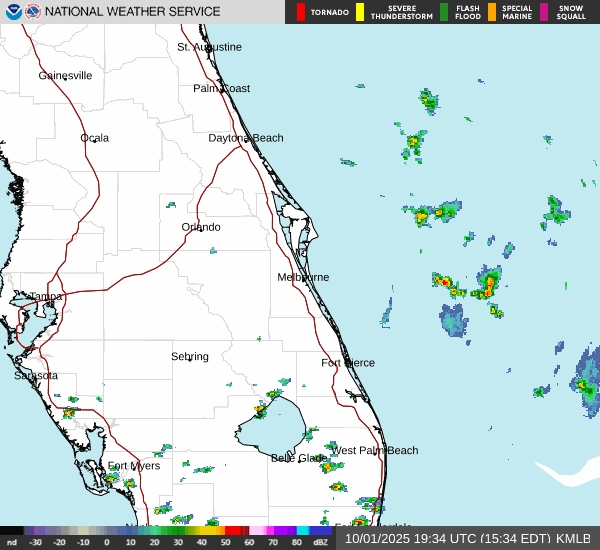 NATIONAL WEATHER SERVICE
TORNADO
SEVERE THUNDERSTORM
FLASH FLOOD
SPECIAL MARINE
SNOW SQUALL
St. Augustine
Gainesville
Palm Coast
Ocala
Daytona Beach
Orlando
Melbourne
Tampa
Sebring
Fort Pierce
Sarasota
West Palm Beach
Belle Glade
Fort Myers
nd -30 -20 -10 0 10 20 30 40 50 60 70 80 dBZ
10/01/2025 19:34 UTC (15:34 EDT) KMLB